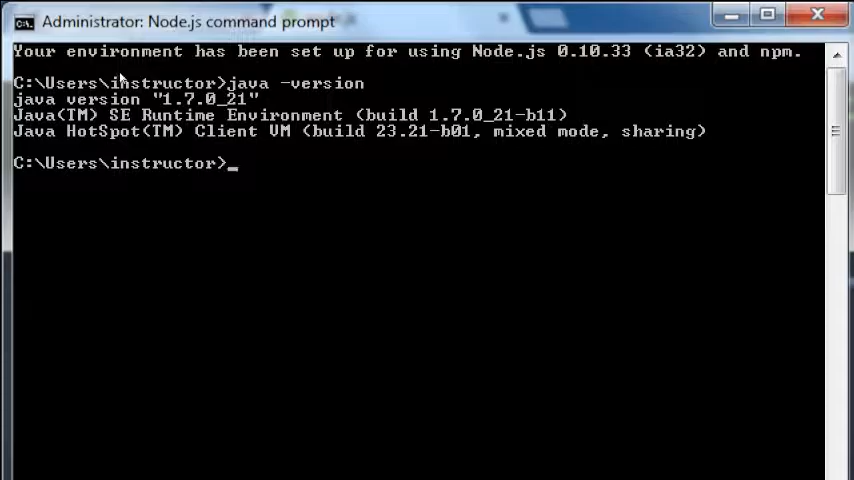 Administrator: Node.js command prompt
Your environment has been set up for using Node.js 0.10.33 (ia32) and npm.
C:\Users\instructor>java -version
java version "1.7.0_21"
Java(TM) SE Runtime Environment (build 1.7.0_21-b11)
Java HotSpot(TM) Client VM (build 23.21-b01, mixed mode, sharing)
C:\Users\instructor>_